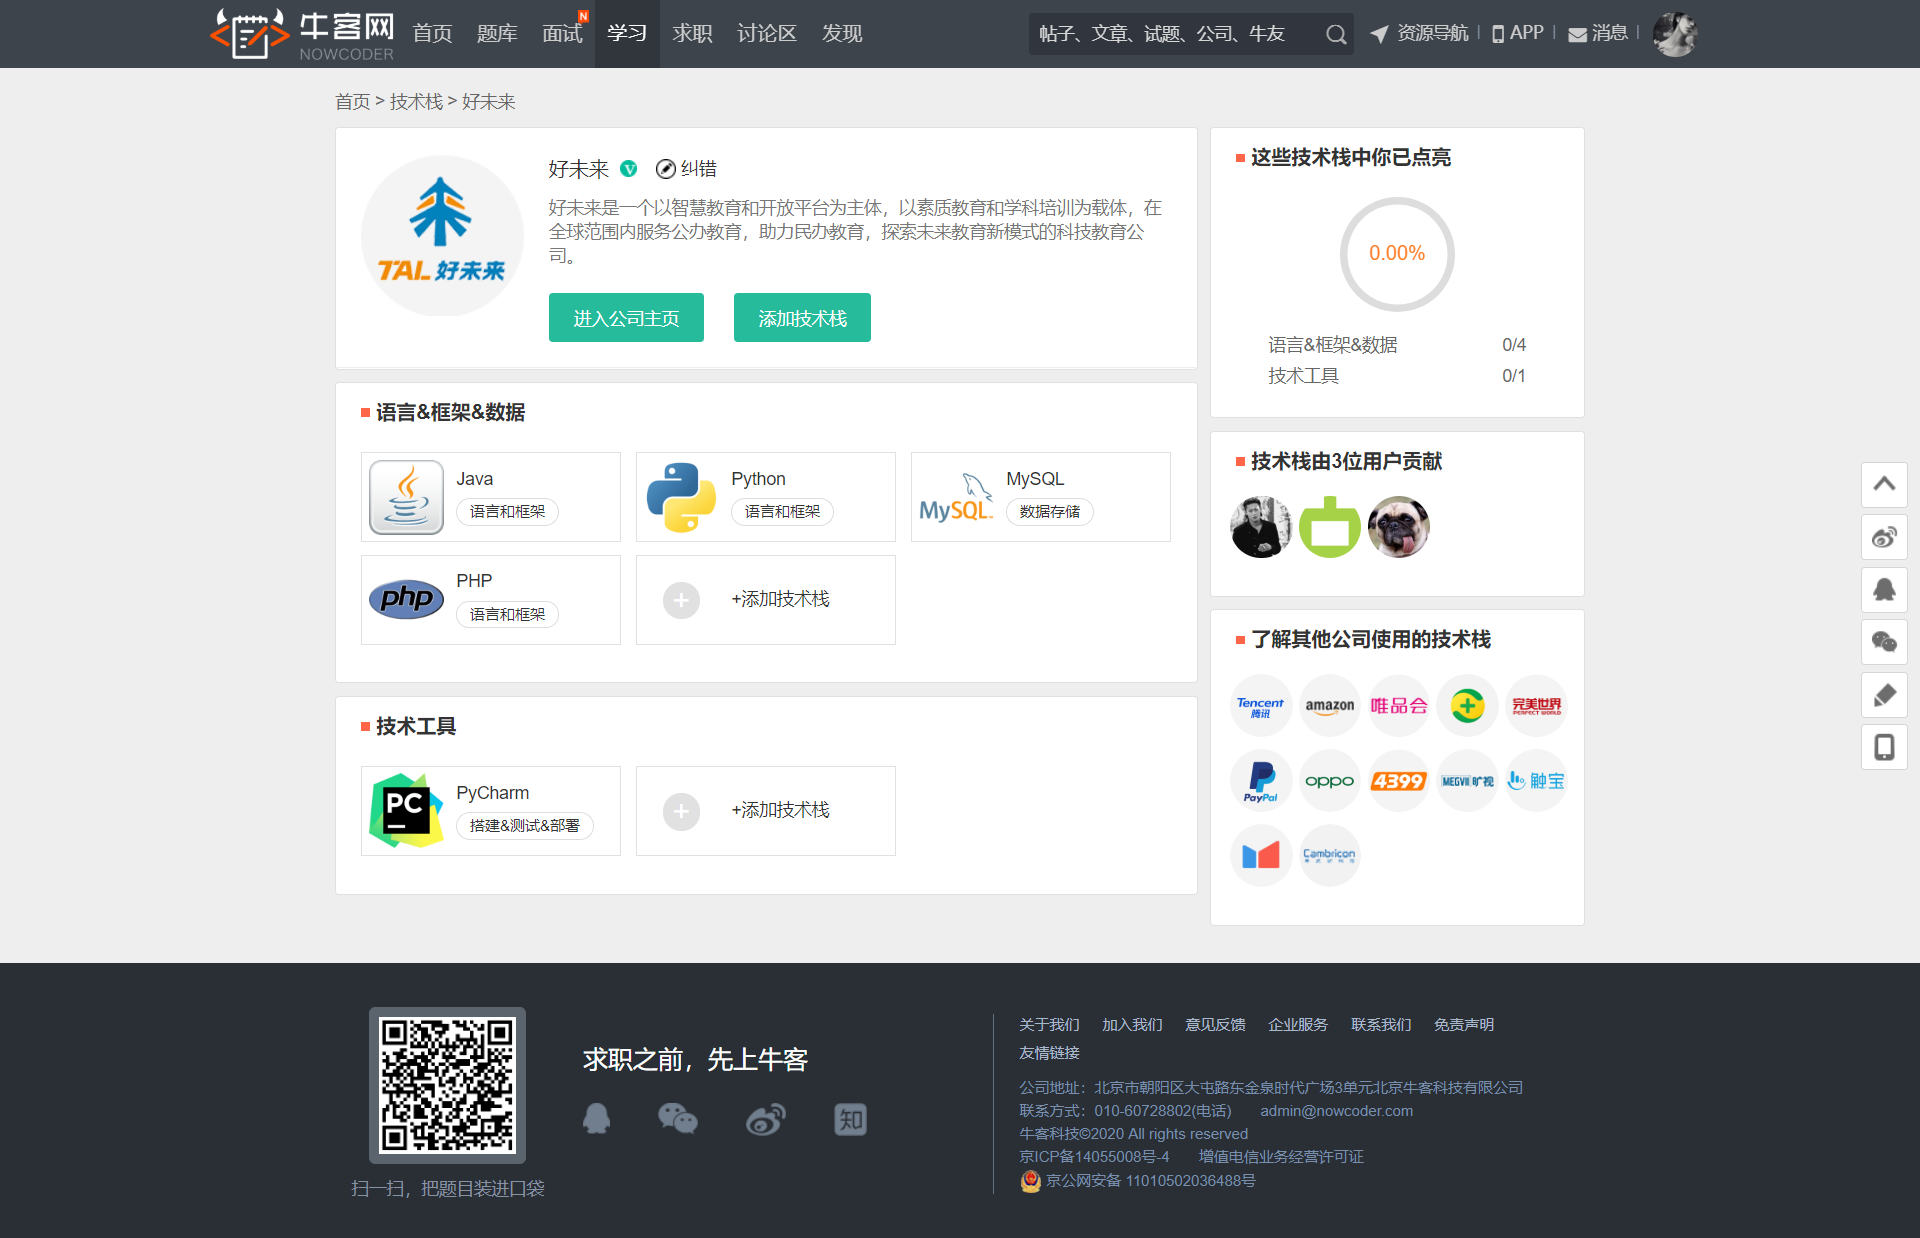 牛客网 NOWCODER 首页 题库 面试 N 学习 求职 讨论区 发现 帖子、文章、试题、公司、牛友 资源导航 APP 消息
首页 > 技术栈 > 好未来
TAL 好未来
好未来 V 纠错
好未来是一个以智慧教育和开放平台为主体，以素质教育和学科培训为载体，在
全球范围内服务公办教育，助力民办教育，探索未来教育新模式的科技教育公
司。
进入公司主页 添加技术栈
语言&框架&数据
Java
语言和框架
Python
语言和框架
MySQL
MySQL
数据存储
php
PHP
语言和框架
+添加技术栈
技术工具
PC
PyCharm
搭建&测试&部署
+添加技术栈
这些技术栈中你已点亮
0.00%
语言&框架&数据 0/4
技术工具 0/1
技术栈由3位用户贡献
了解其他公司使用的技术栈
Tencent 腾讯 amazon 唯品会 完美世界 PERFECT WORLD
PayPal oppo 4399 MEGVII 旷视 触宝
Cambricon
求职之前，先上牛客
知
扫一扫，把题目装进口袋
关于我们 加入我们 意见反馈 企业服务 联系我们 免责声明
友情链接
公司地址：北京市朝阳区大屯路东金泉时代广场3单元北京牛客科技有限公司
联系方式：010-60728802(电话) admin@nowcoder.com
牛客科技©2020 All rights reserved
京ICP备14055008号-4 增值电信业务经营许可证
京公网安备 11010502036488号